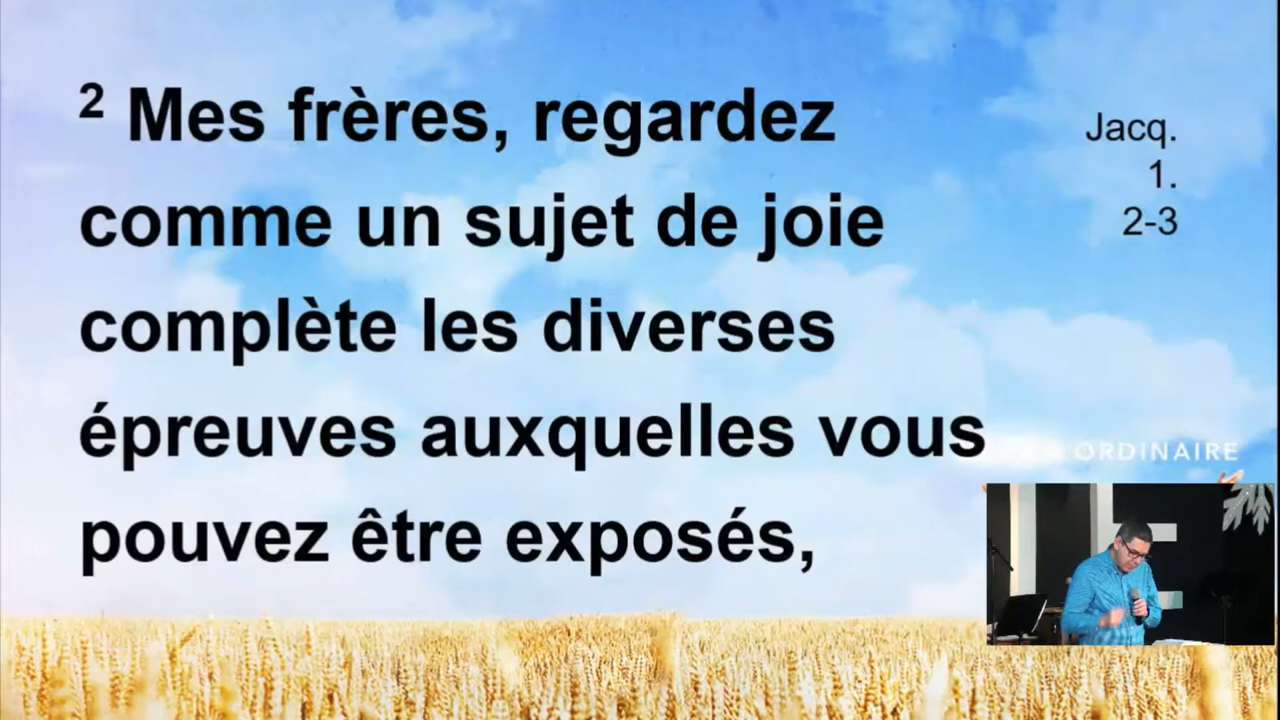 ² Mes frères, regardez
comme un sujet de joie
complète les diverses
épreuves auxquelles vous
pouvez être exposés,
Jacq.
1.
2-3
ORDINAIRE